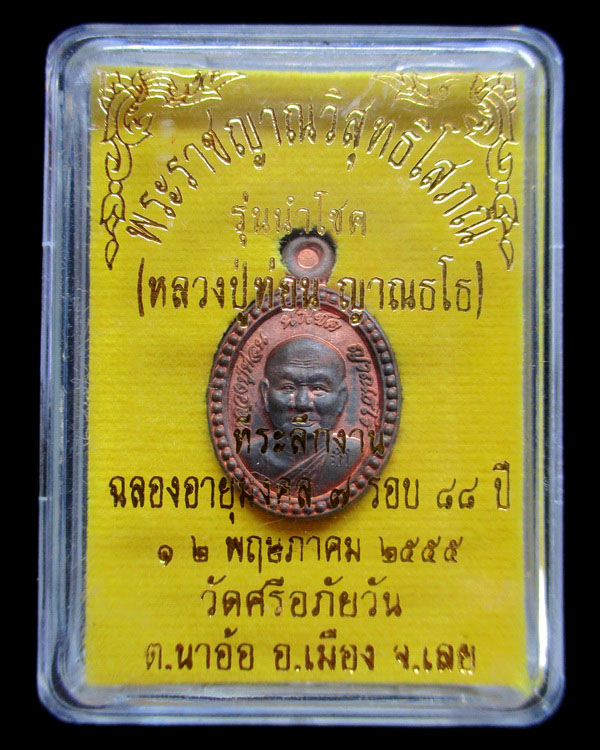 พระราชญาณวิสุทธิโสภณ
รุ่นนำโชค
(หลวงปู่ท่อน ญาณธโร)
นำโชค
ที่ระลึกงาน
ฉลองอายุมงคล ๗ รอบ ๘๔ ปี
๑ ๒ พฤษภาคม ๒๕๕๕
วัดศรีอภัยวัน
ต.นาอ้อ อ.เมือง จ.เลย